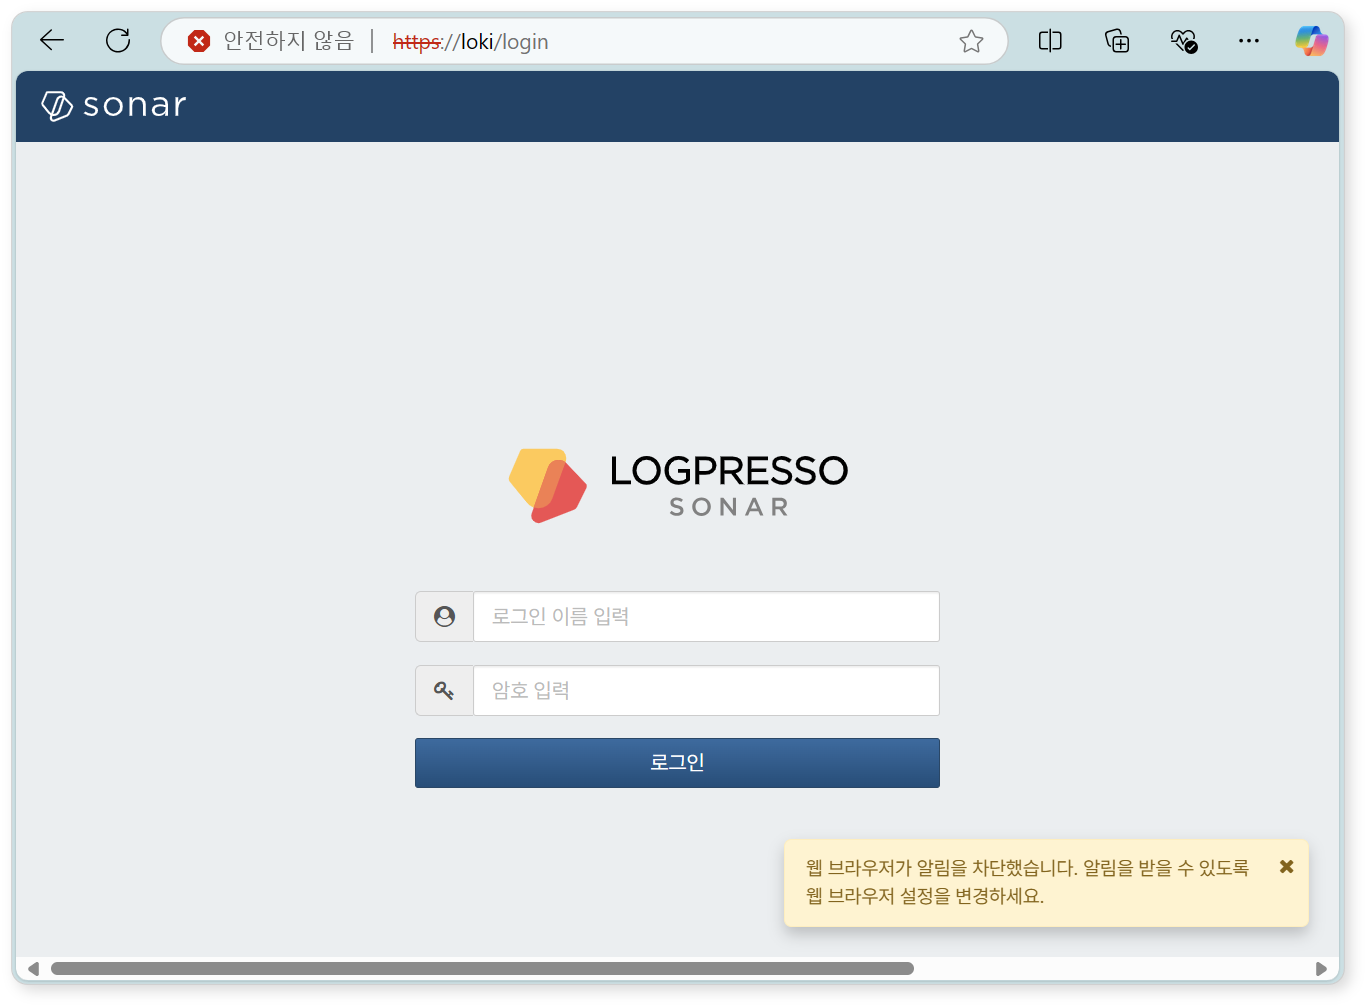 안전하지 않음 | https://loki/login
sonar
LOGPRESSO
SONAR
로그인 이름 입력
암호 입력
로그인
웹 브라우저가 알림을 차단했습니다. 알림을 받을 수 있도록
웹 브라우저 설정을 변경하세요.